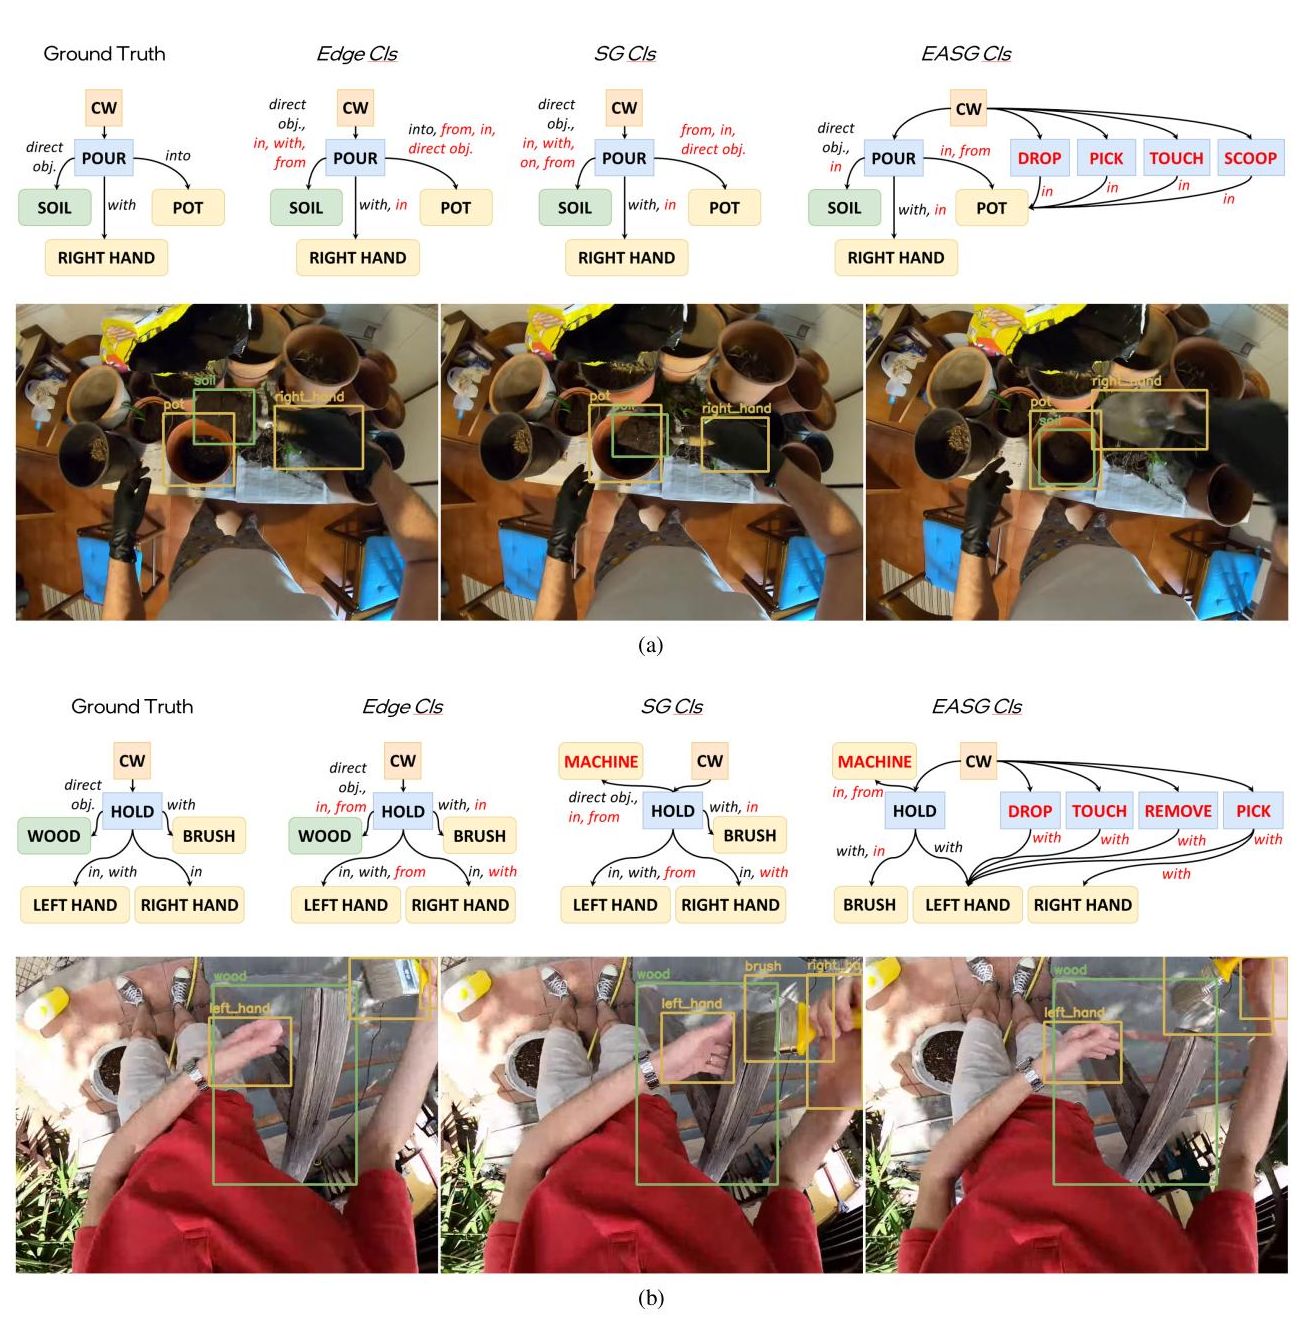 Ground Truth
Edge Cls
SG Cls
EASG Cls
CW
direct
obj.
into
POUR
SOIL
with
POT
RIGHT HAND
CW
direct
obj.,
in, with,
from
into, from, in,
direct obj.
POUR
SOIL
with, in
POT
RIGHT HAND
CW
direct
obj.,
in, with,
on, from
from, in,
direct obj.
POUR
SOIL
with, in
POT
RIGHT HAND
CW
direct
obj.,
in
in, from
POUR
DROP
PICK
TOUCH
SCOOP
in
in
in
in
SOIL
with, in
POT
RIGHT HAND
soil
pot
right_hand
pot
soil
right_hand
right_hand
pot
soil
(a)
Ground Truth
Edge Cls
SG Cls
EASG Cls
CW
direct
obj.
with
HOLD
WOOD
BRUSH
in, with
in
LEFT HAND
RIGHT HAND
CW
direct
obj.,
in, from
with, in
HOLD
WOOD
BRUSH
in, with, from
in, with
LEFT HAND
RIGHT HAND
MACHINE
CW
direct obj.,
in, from
with, in
HOLD
BRUSH
in, with, from
in, with
LEFT HAND
RIGHT HAND
MACHINE
CW
in, from
HOLD
DROP
TOUCH
REMOVE
PICK
with, in
with
with
with
with
with
with
BRUSH
LEFT HAND
RIGHT HAND
wood
left_hand
wood
brush
left_hand
wood
left_hand
(b)